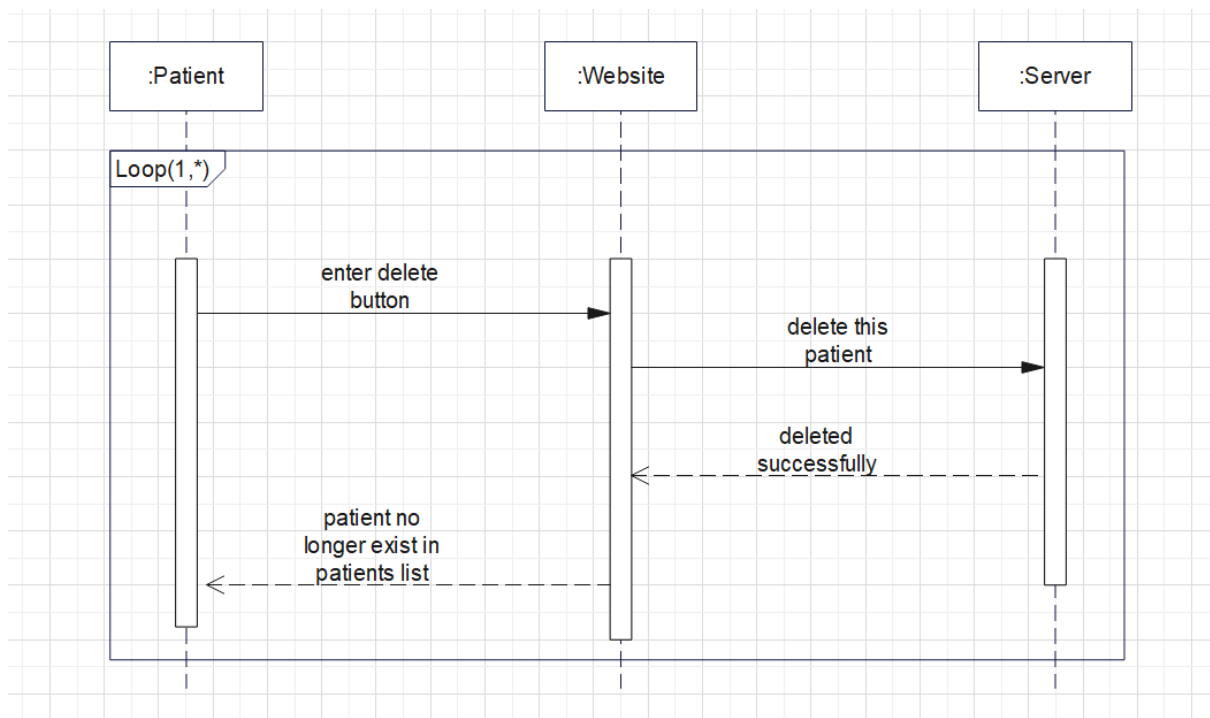 :Patient
:Website
:Server
Loop(1,*)
enter delete
button
delete this
patient
deleted
successfully
patient no
longer exist in
patients list